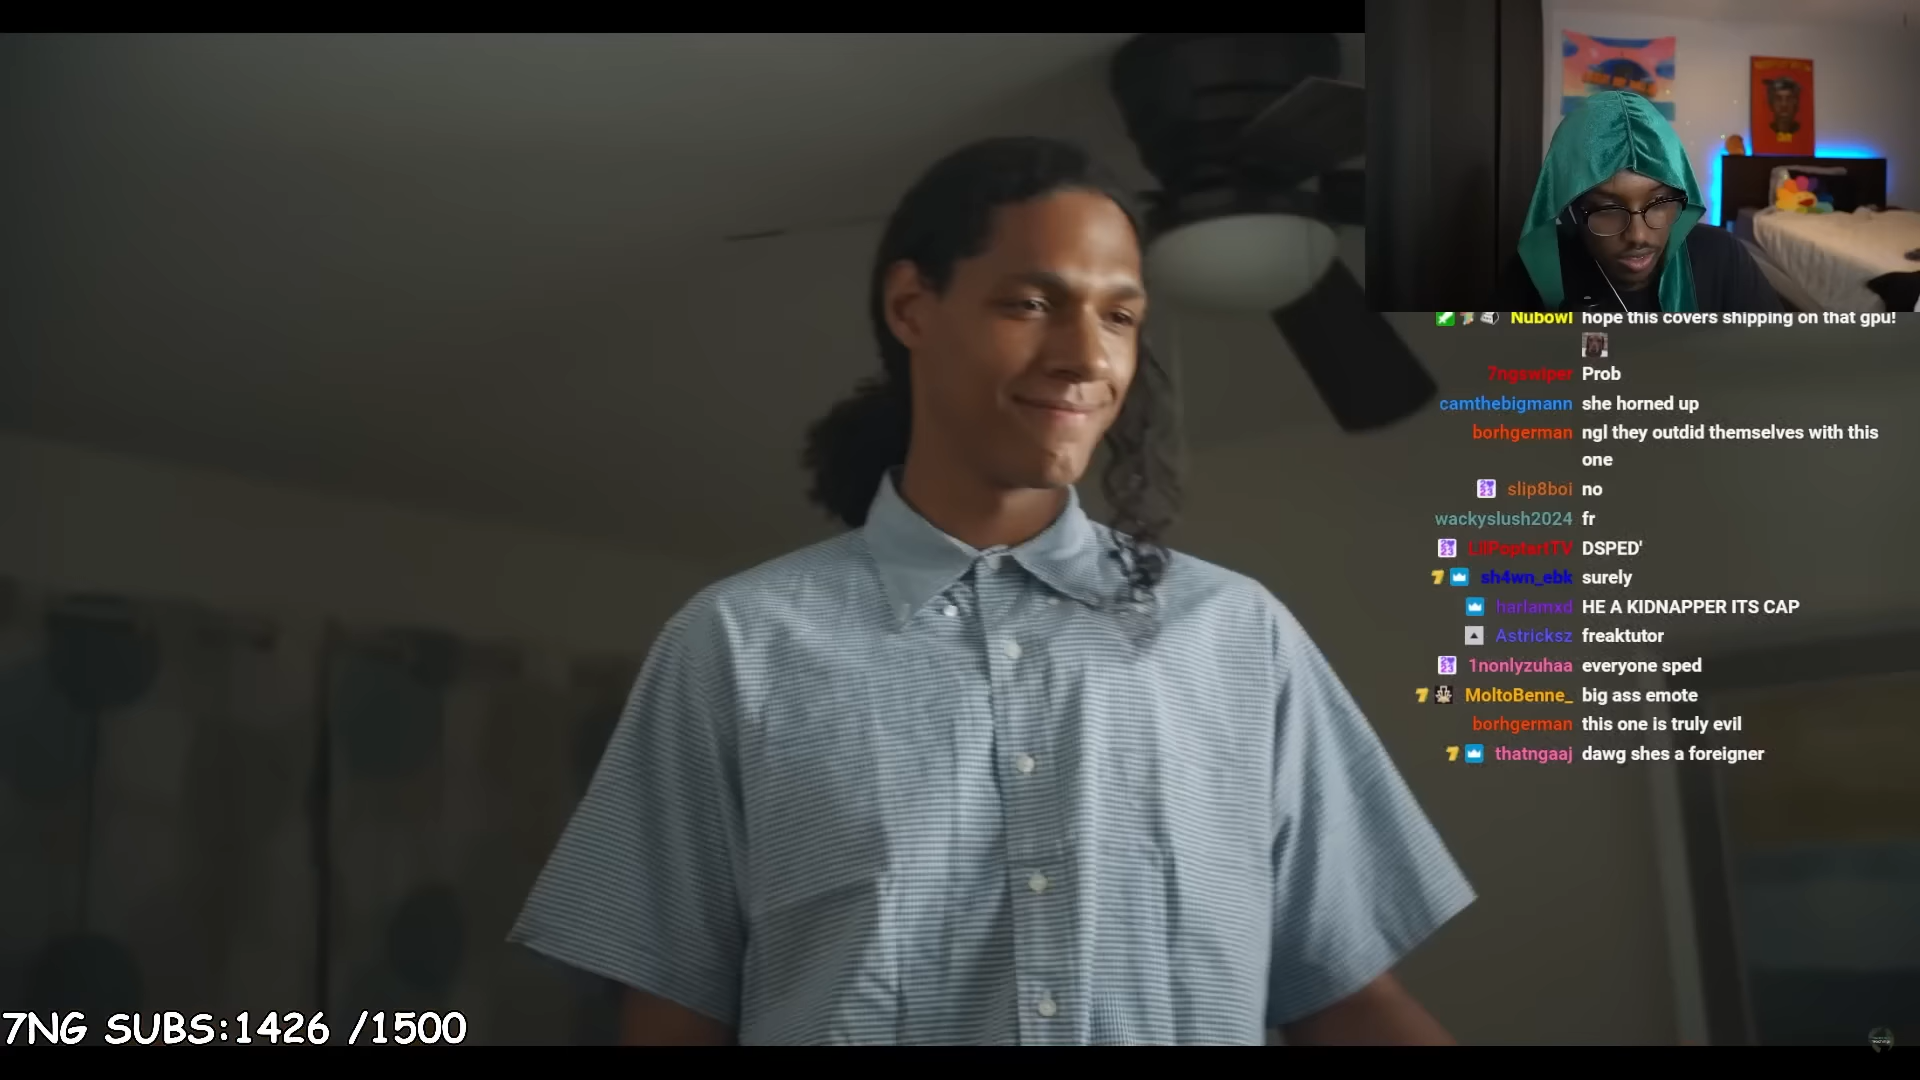 Nubowl hope this covers shipping on that gpu!
7ngswiper Prob
camthebigmann she horned up
borhgerman ngl they outdid themselves with this
one
slip8boi no
wackyslush2024 fr
LilPoptartTV DSPED'
sh4wn_ebk surely
harlamxd HE A KIDNAPPER ITS CAP
Astricksz freaktutor
1nonlyzuhaa everyone sped
MoltoBenne_ big ass emote
borhgerman this one is truly evil
thatngaaj dawg shes a foreigner
7NG SUBS:1426 /1500